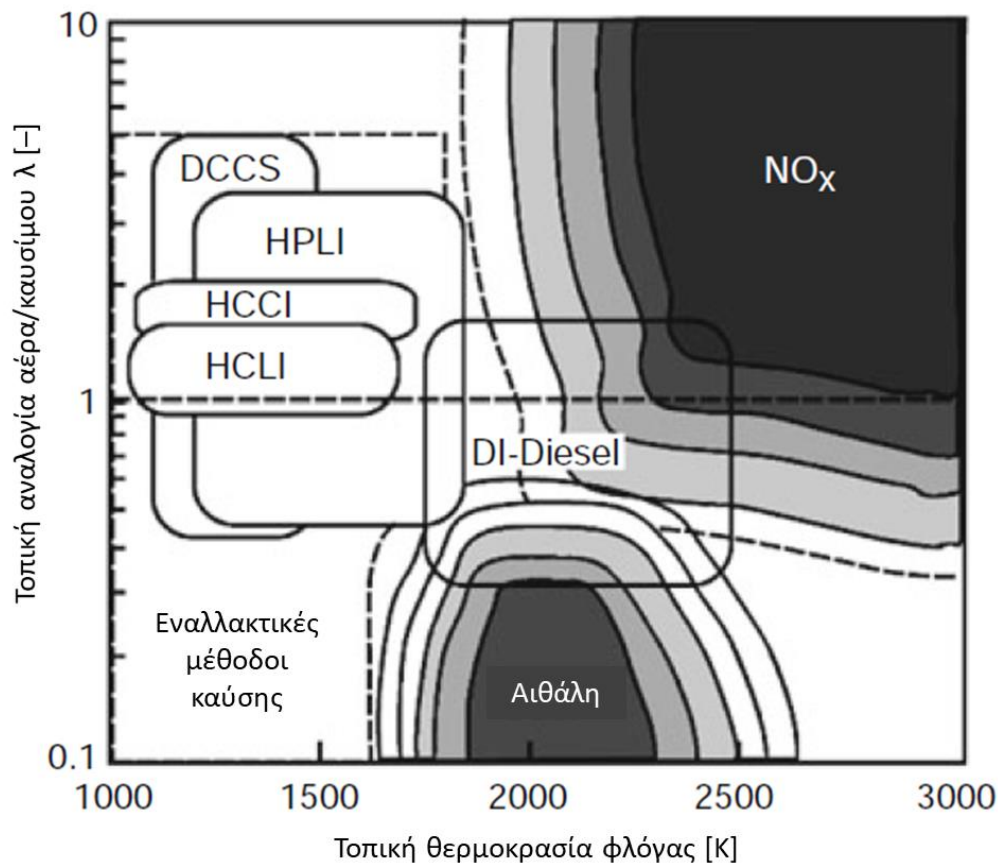 10
DCCS
NOx
HPLI
HCCI
HCLI
1
DI-Diesel
Εναλλακτικές
μέθοδοι
καύσης
Αιθάλη
0.1
1000 1500 2000 2500 3000
Τοπική θερμοκρασία φλόγας [K]
Τοπική αναλογία αέρα/καυσίμου λ [–]